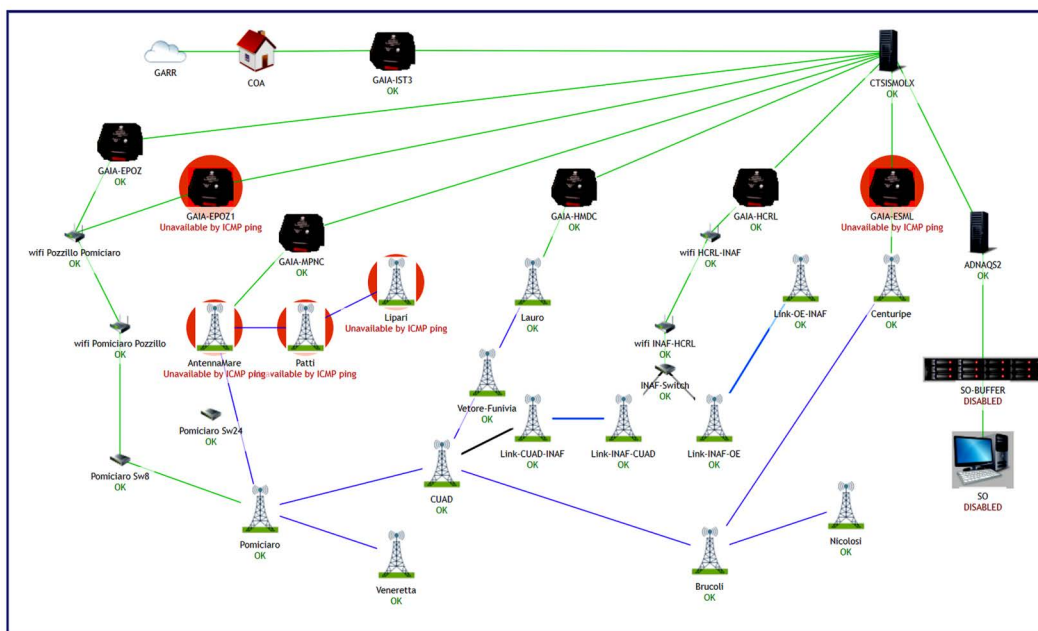 GARR
COA
GAIA-IST3
OK
CTSISMOLX
OK
GAIA-EPOZ
OK
GAIA-EPOZ1
Unavailable by ICMP ping
GAIA-HMDC
OK
GAIA-HCRL
OK
GAIA-ESML
Unavailable by ICMP ping
wifi Pozzillo Pomiciaro
OK
GAIA-MPNC
OK
wifi HCRL-INAF
OK
ADNAQS2
OK
Lipari
Unavailable by ICMP ping
Lauro
OK
Link-OE-INAF
OK
Centuripe
OK
wifi Pomiciaro Pozzillo
OK
AntennaMare
Unavailable by ICMP ping
Patti
Unavailable by ICMP ping
wifi INAF-HCRL
OK
INAF-Switch
OK
SO-BUFFER
DISABLED
Vetore-Funivia
OK
Pomiciaro Sw24
OK
Link-CUAD-INAF
OK
Link-INAF-CUAD
OK
Link-INAF-OE
OK
Pomiciaro Sw8
OK
CUAD
OK
SO
DISABLED
Pomiciaro
OK
Nicolosi
OK
Veneretta
OK
Brucoli
OK